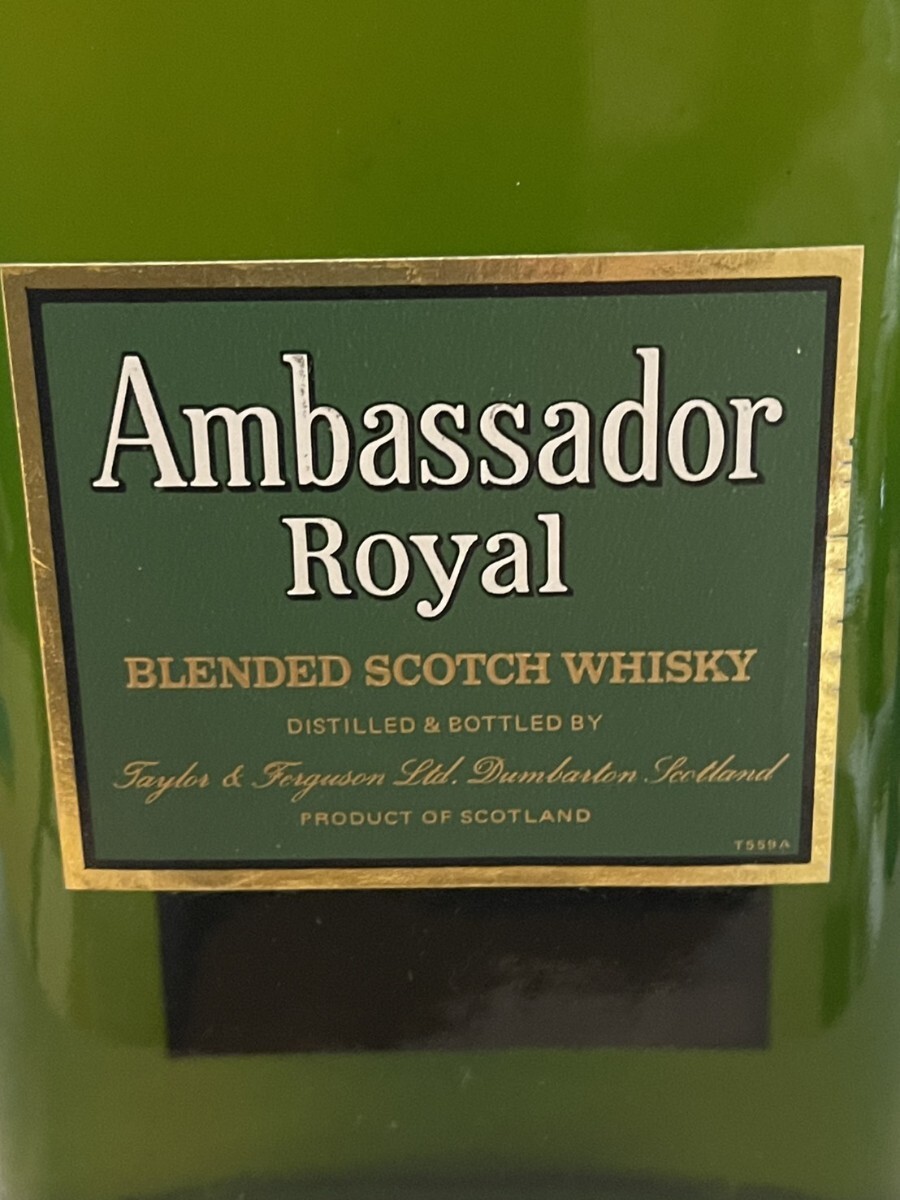 Ambassador
Royal
BLENDED SCOTCH WHISKY
DISTILLED & BOTTLED BY
Taylor & Ferguson Ltd. Dumbarton Scotland
PRODUCT OF SCOTLAND
T559A